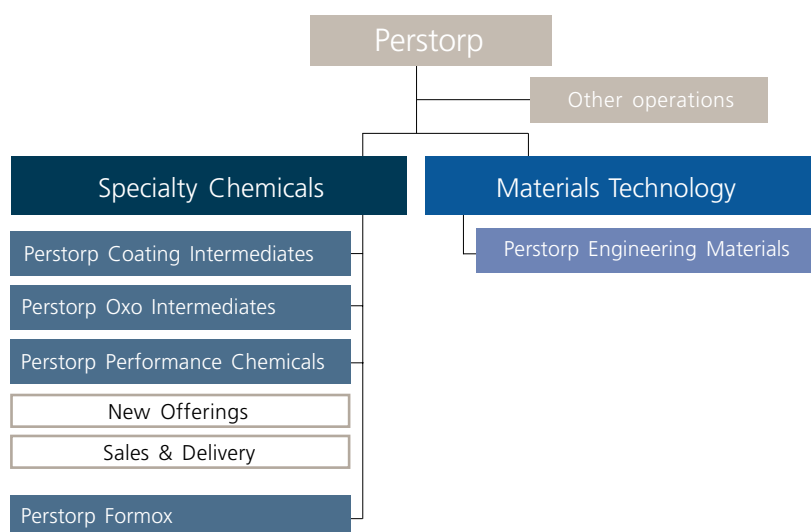 Perstorp
Other operations
Specialty Chemicals
Materials Technology
Perstorp Coating Intermediates
Perstorp Engineering Materials
Perstorp Oxo Intermediates
Perstorp Performance Chemicals
New Offerings
Sales & Delivery
Perstorp Formox